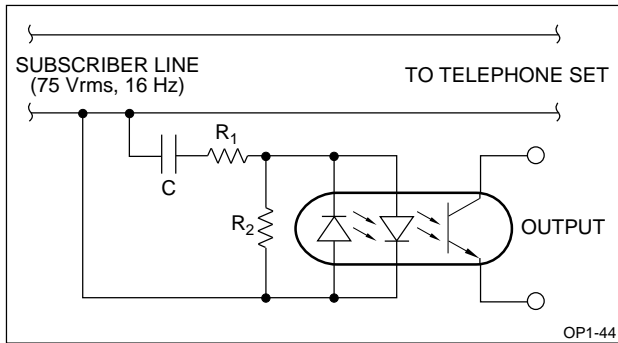 SUBSCRIBER LINE
(75 Vrms, 16 Hz)
TO TELEPHONE SET
R1
C
R2
OUTPUT
OP1-44